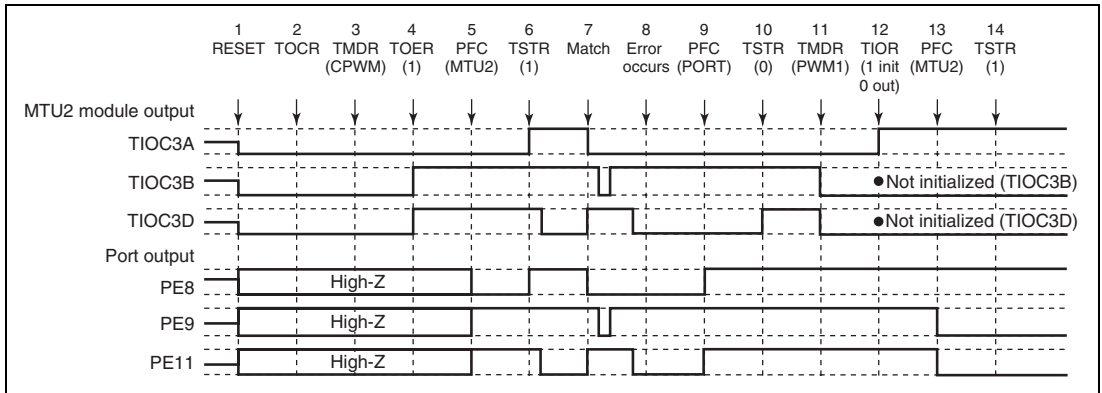 1 2 3 4 5 6 7 8 9 10 11 12 13 14
RESET TOCR TMDR TOER PFC TSTR Match Error PFC TSTR TMDR TIOR PFC TSTR
(CPWM) (1) (MTU2) (1) occurs (PORT) (0) (PWM1) (1 init (MTU2) (1)
0 out)
MTU2 module output
TIOC3A
TIOC3B ●Not initialized (TIOC3B)
TIOC3D ●Not initialized (TIOC3D)
Port output
PE8 High-Z
PE9 High-Z
PE11 High-Z